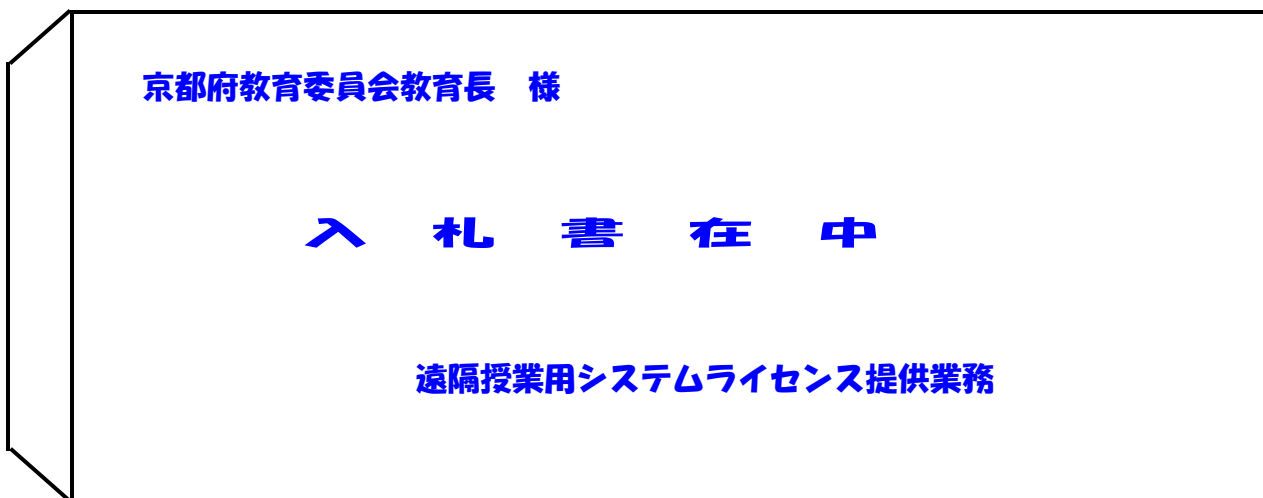 京都府教育委員会教育長　様
入　札　書　在　中
遠隔授業用システムライセンス提供業務